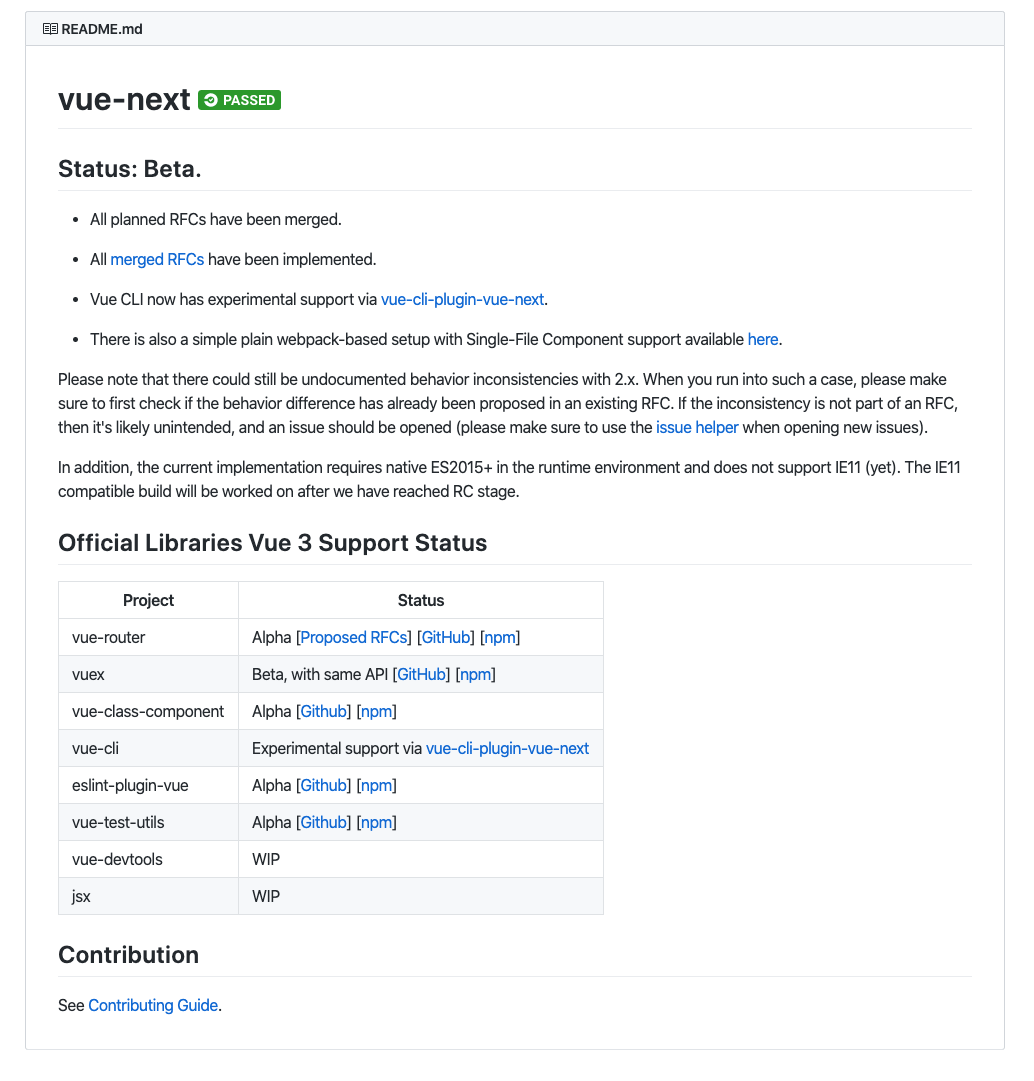 README.md
vue-next PASSED
Status: Beta.
• All planned RFCs have been merged.
• All merged RFCs have been implemented.
• Vue CLI now has experimental support via vue-cli-plugin-vue-next.
• There is also a simple plain webpack-based setup with Single-File Component support available here.
Please note that there could still be undocumented behavior inconsistencies with 2.x. When you run into such a case, please make
sure to first check if the behavior difference has already been proposed in an existing RFC. If the inconsistency is not part of an RFC,
then it's likely unintended, and an issue should be opened (please make sure to use the issue helper when opening new issues).
In addition, the current implementation requires native ES2015+ in the runtime environment and does not support IE11 (yet). The IE11
compatible build will be worked on after we have reached RC stage.
Official Libraries Vue 3 Support Status
Project Status
vue-router Alpha [Proposed RFCs] [GitHub] [npm]
vuex Beta, with same API [GitHub] [npm]
vue-class-component Alpha [Github] [npm]
vue-cli Experimental support via vue-cli-plugin-vue-next
eslint-plugin-vue Alpha [Github] [npm]
vue-test-utils Alpha [Github] [npm]
vue-devtools WIP
jsx WIP
Contribution
See Contributing Guide.